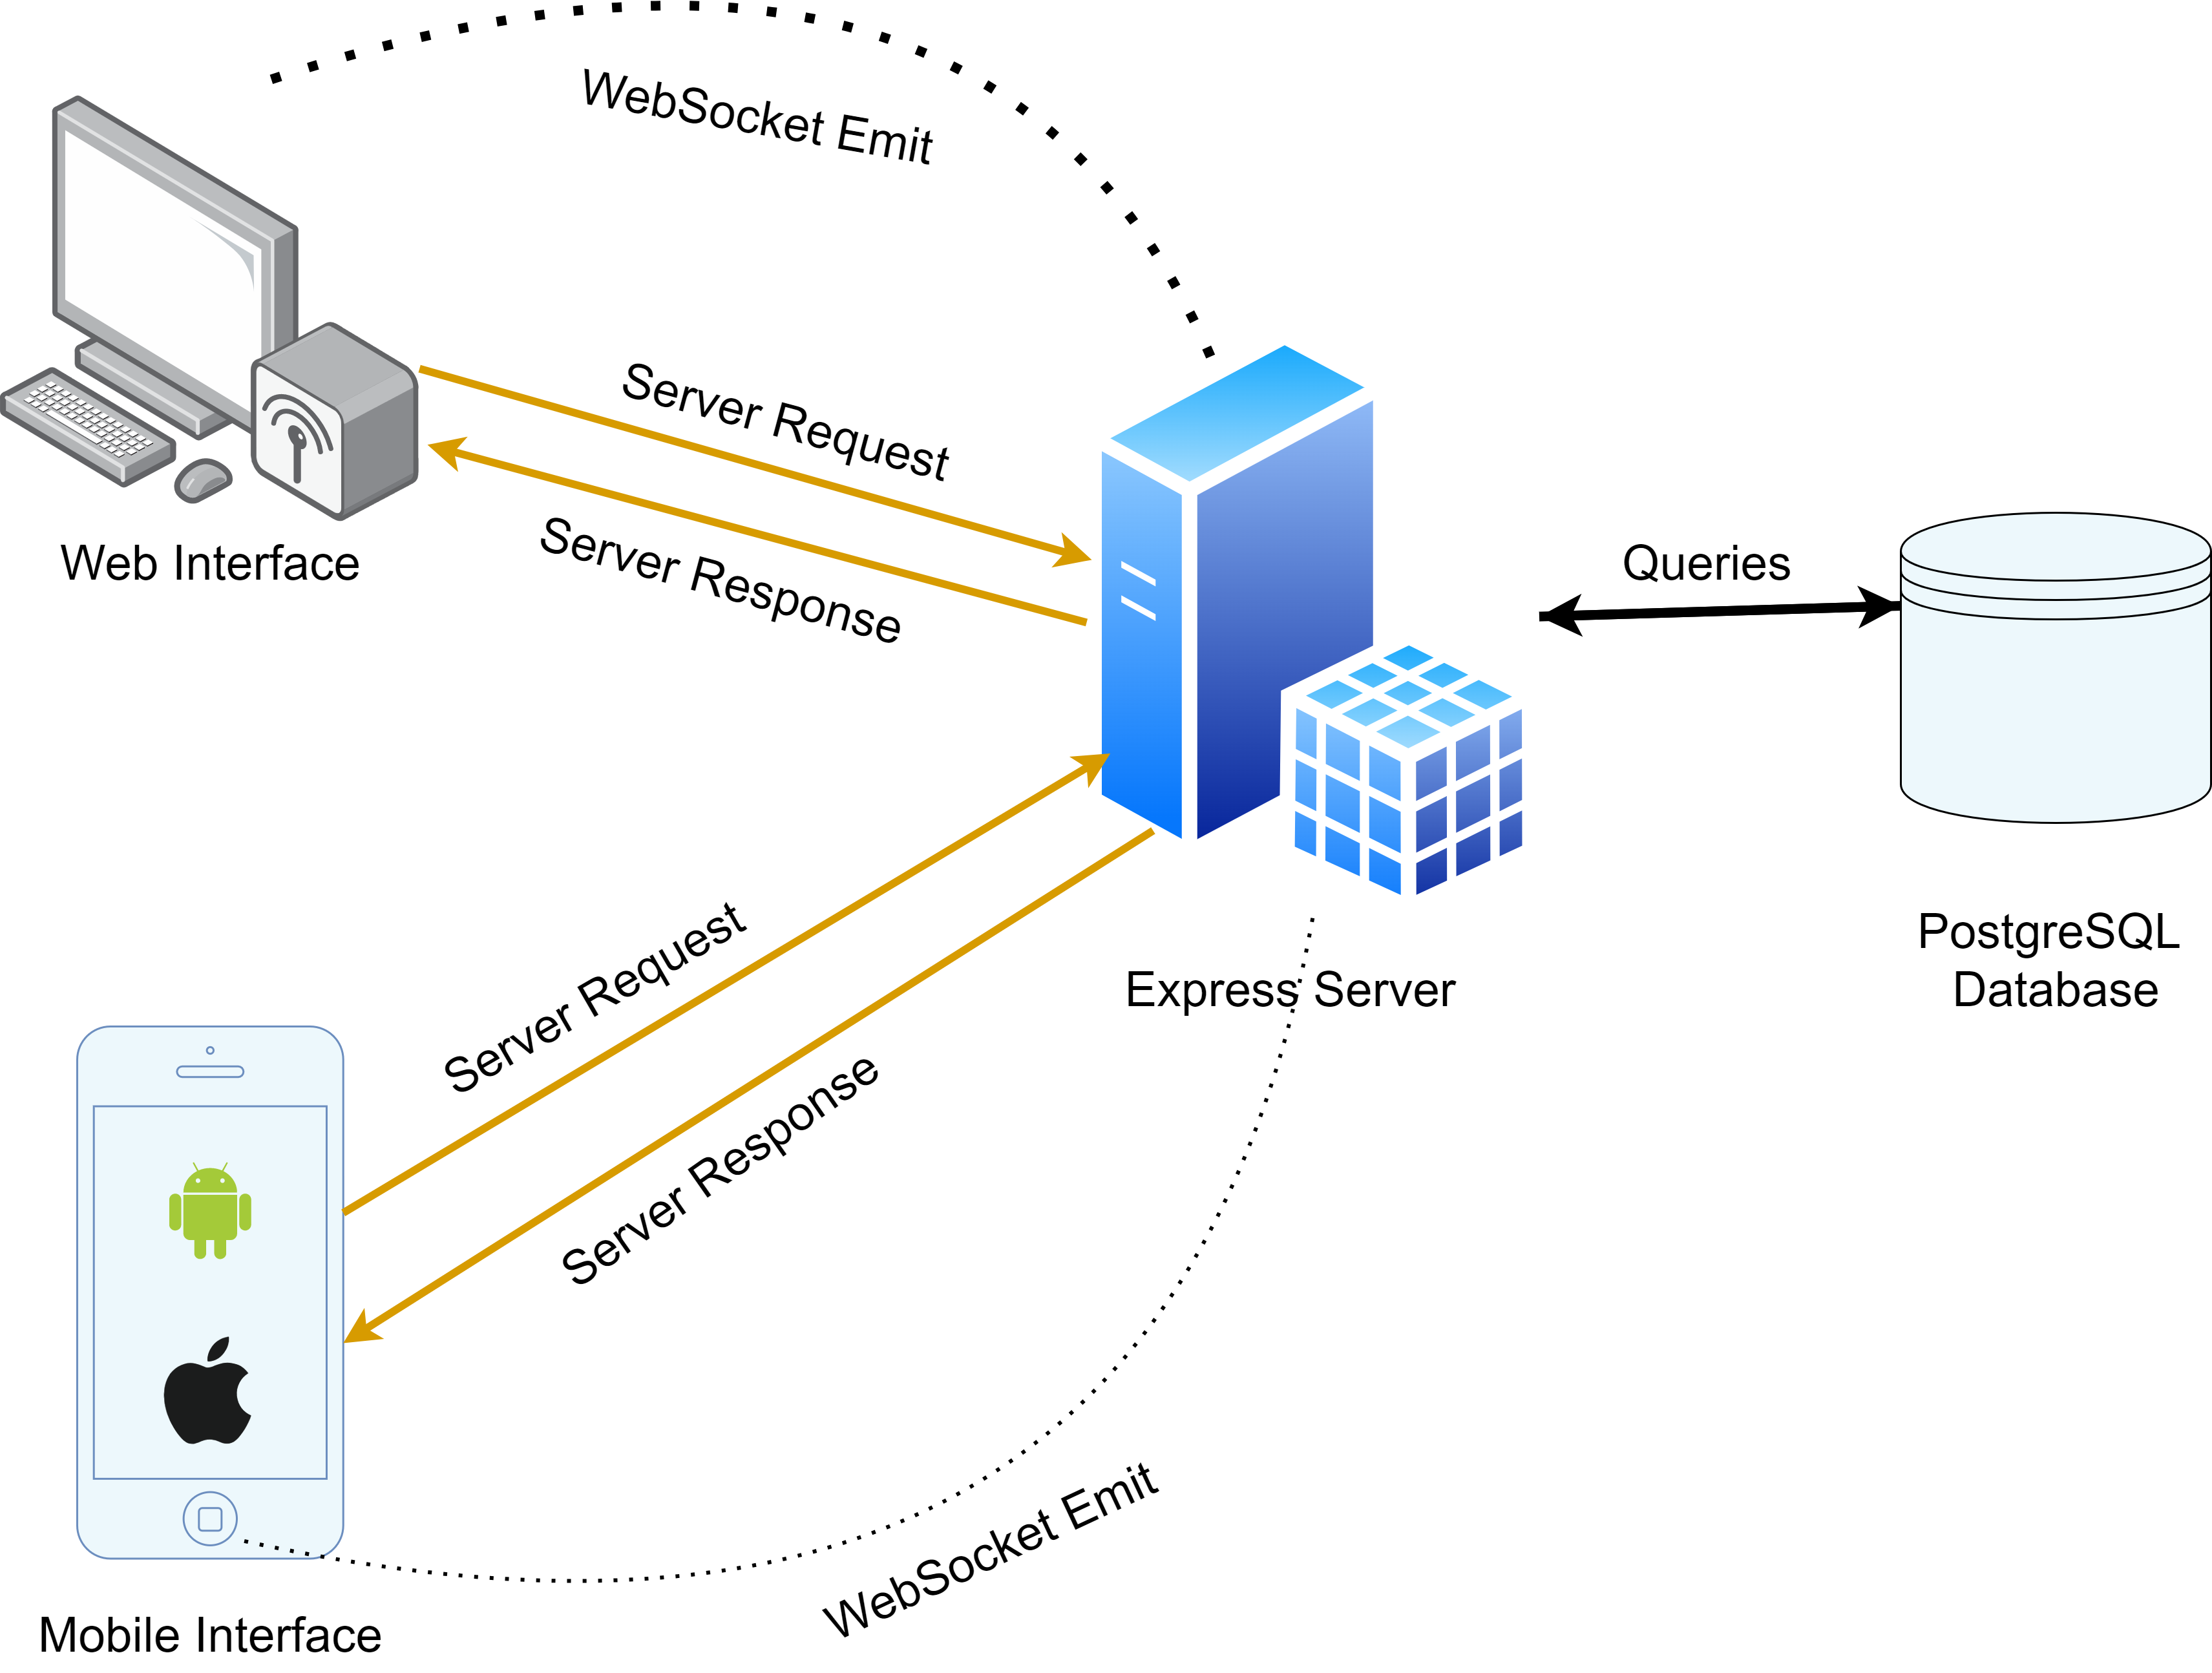 WebSocket Emit
Server Request
Server Response
Web Interface
Queries
Express Server
PostgreSQL
Database
Server Request
Server Response
WebSocket Emit
Mobile Interface